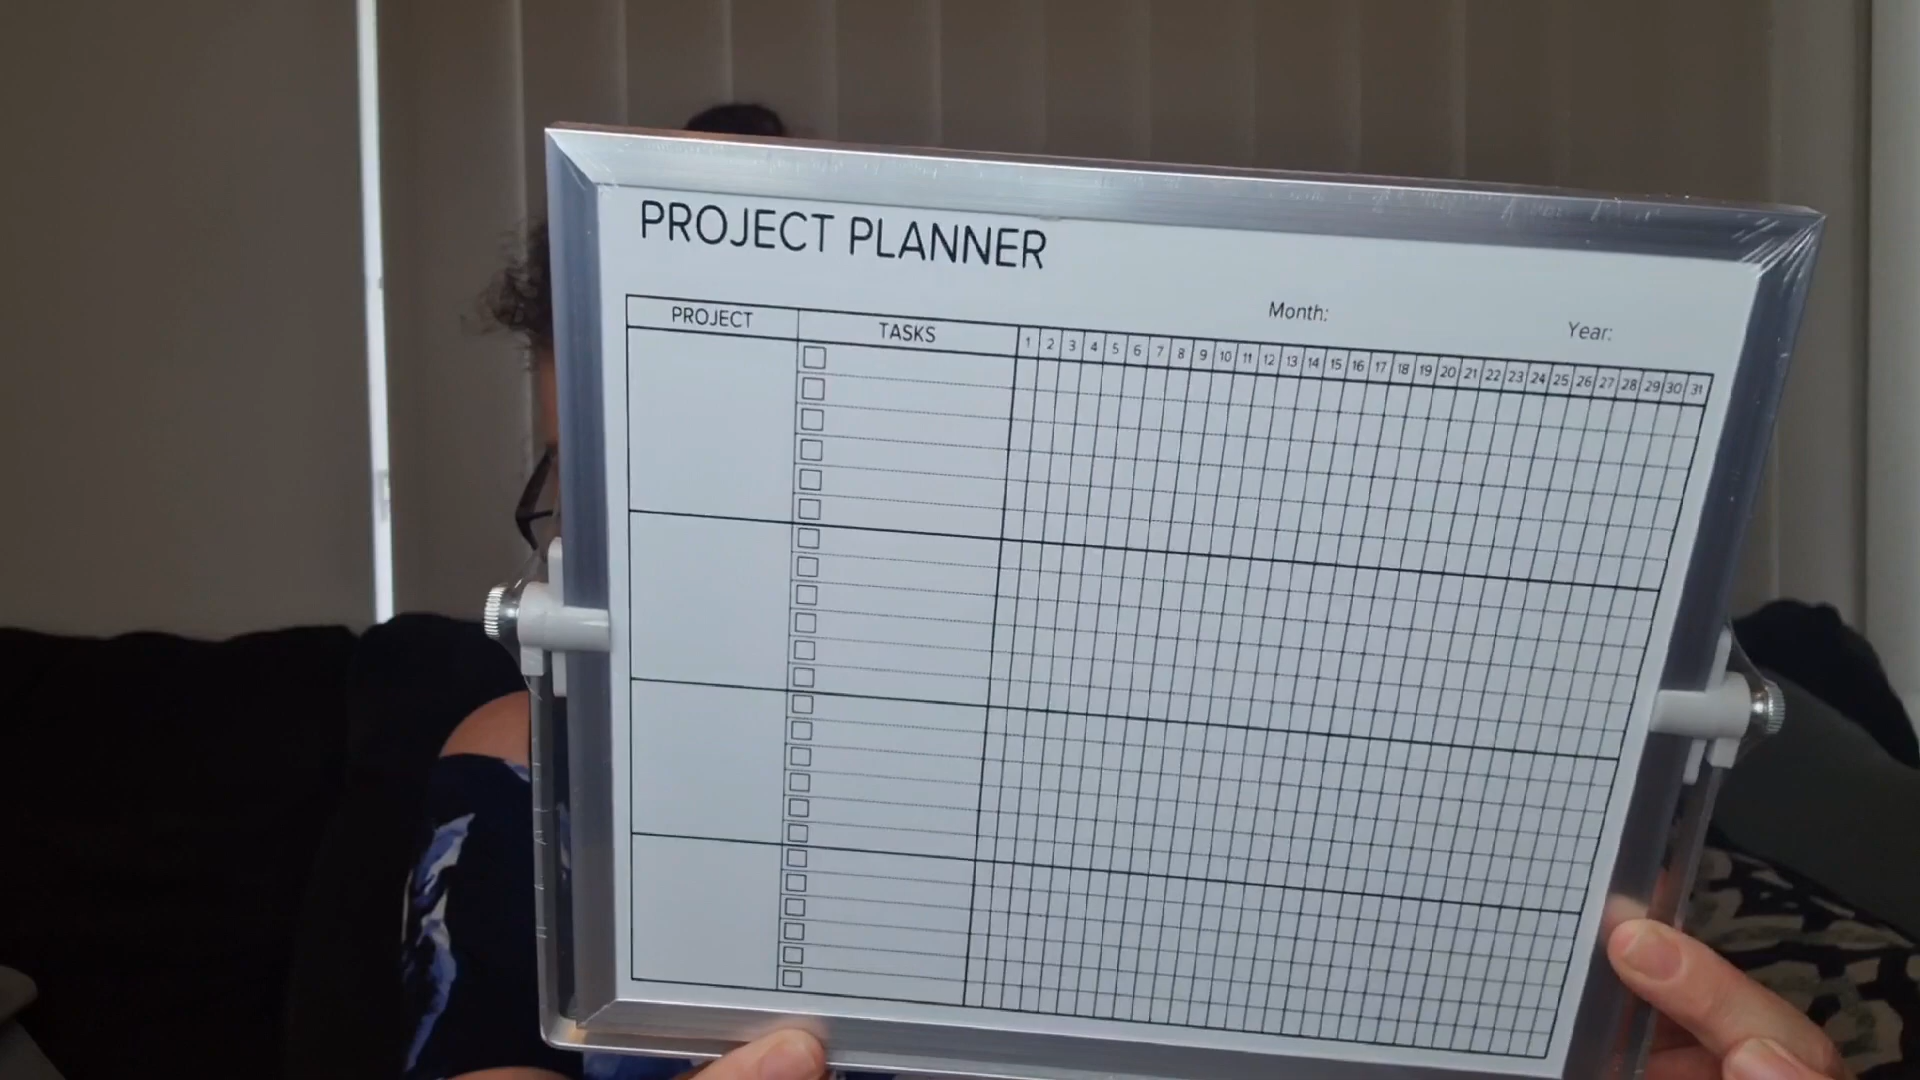 PROJECT PLANNER
Month: Year:
PROJECT TASKS 1 2 3 4 5 6 7 8 9 10 11 12 13 14 15 16 17 18 19 20 21 22 23 24 25 26 27 28 29 30 31